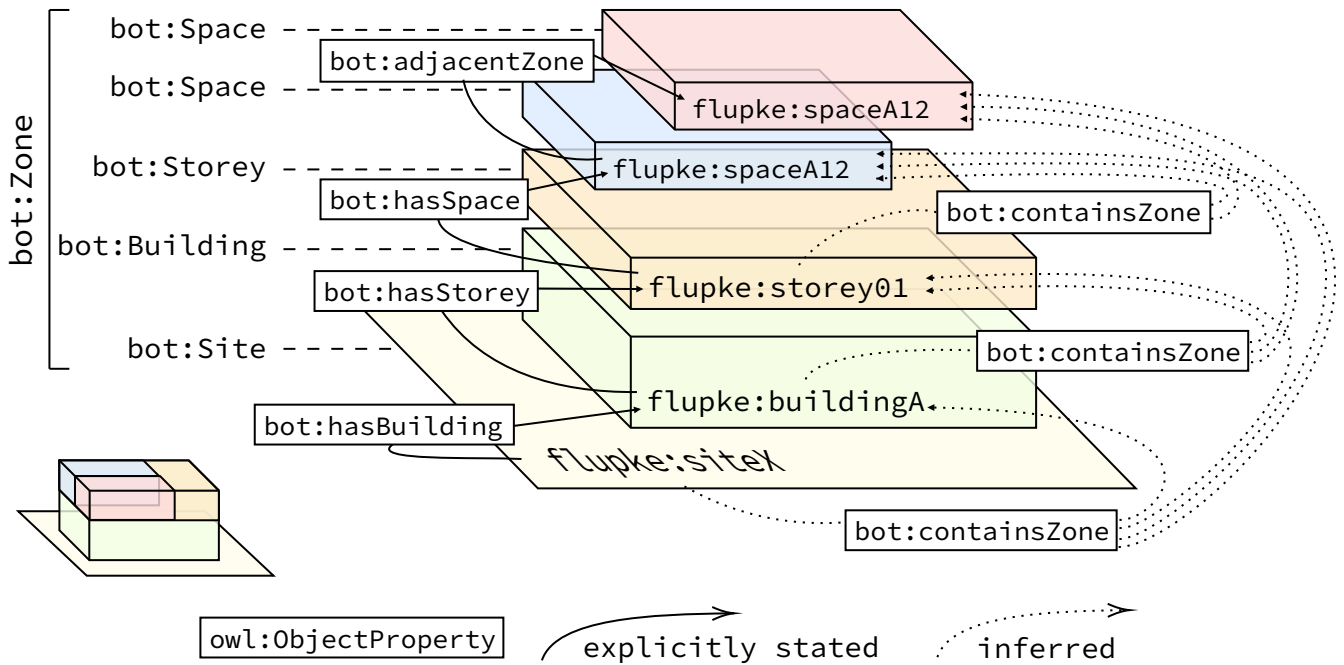 bot:Space
bot:adjacentZone
bot:Space
flupke:spaceA12
bot:Zone
bot:Storey
flupke:spaceA12
bot:hasSpace
bot:containsZone
bot:Building
bot:hasStorey
flupke:storey01
bot:Site
bot:containsZone
flupke:buildingA
bot:hasBuilding
flupke:siteX
bot:containsZone
owl:ObjectProperty
explicitly stated
inferred